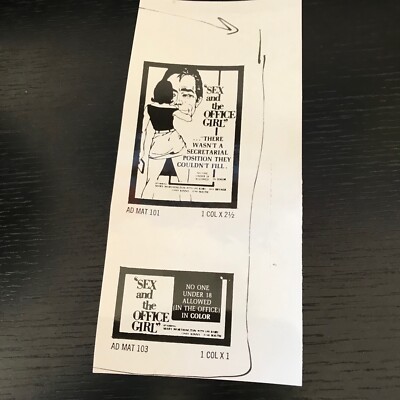 "SEX
and
the
OFFICE
GIRL"
...THERE
WASN'T A
SECRETARIAL
POSITION THEY
COULDN'T FILL.
AD MAT 101
1 COL X 2½
"SEX
and
the
OFFICE
GIRL"
NO ONE
UNDER 18
ALLOWED
(IN THE OFFICE)
IN COLOR
AD MAT 103
1 COL X 1